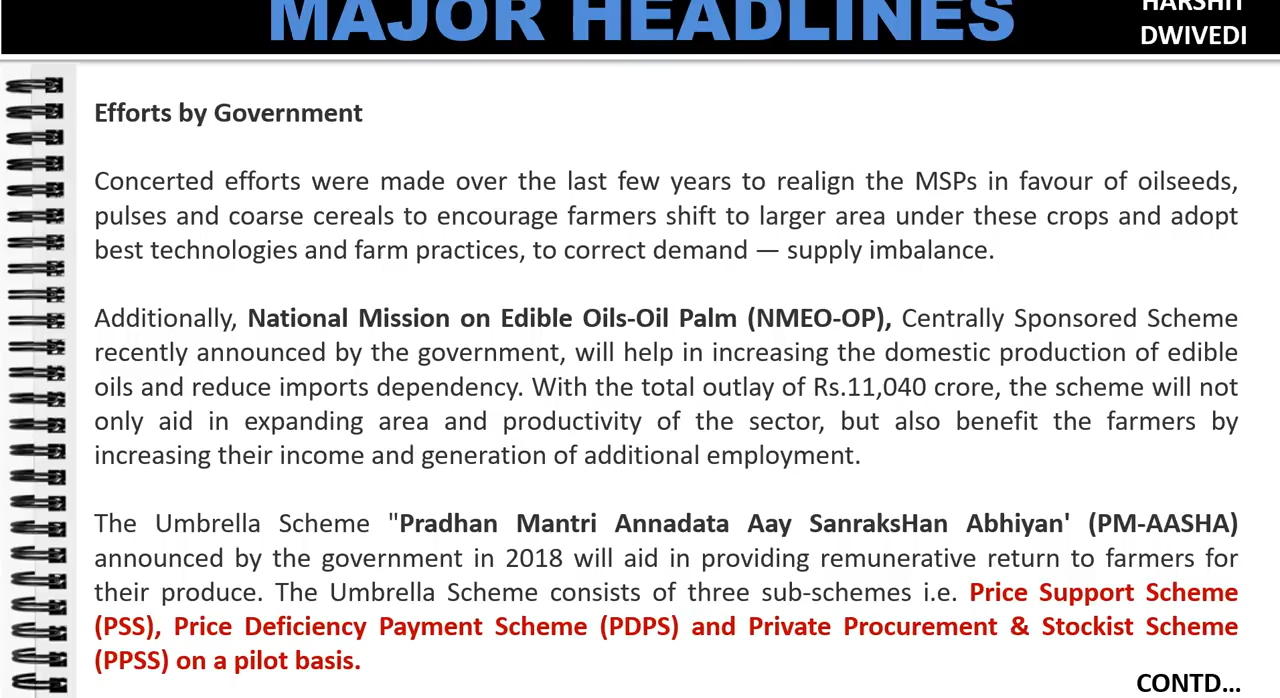 MAJOR HEADLINES
HARSHIT
DWIVEDI
Efforts by Government
Concerted efforts were made over the last few years to realign the MSPs in favour of oilseeds,
pulses and coarse cereals to encourage farmers shift to larger area under these crops and adopt
best technologies and farm practices, to correct demand — supply imbalance.
Additionally, National Mission on Edible Oils-Oil Palm (NMEO-OP), Centrally Sponsored Scheme
recently announced by the government, will help in increasing the domestic production of edible
oils and reduce imports dependency. With the total outlay of Rs.11,040 crore, the scheme will not
only aid in expanding area and productivity of the sector, but also benefit the farmers by
increasing their income and generation of additional employment.
The Umbrella Scheme "Pradhan Mantri Annadata Aay SanraksHan Abhiyan' (PM-AASHA)
announced by the government in 2018 will aid in providing remunerative return to farmers for
their produce. The Umbrella Scheme consists of three sub-schemes i.e. Price Support Scheme
(PSS), Price Deficiency Payment Scheme (PDPS) and Private Procurement & Stockist Scheme
(PPSS) on a pilot basis.
CONTD...